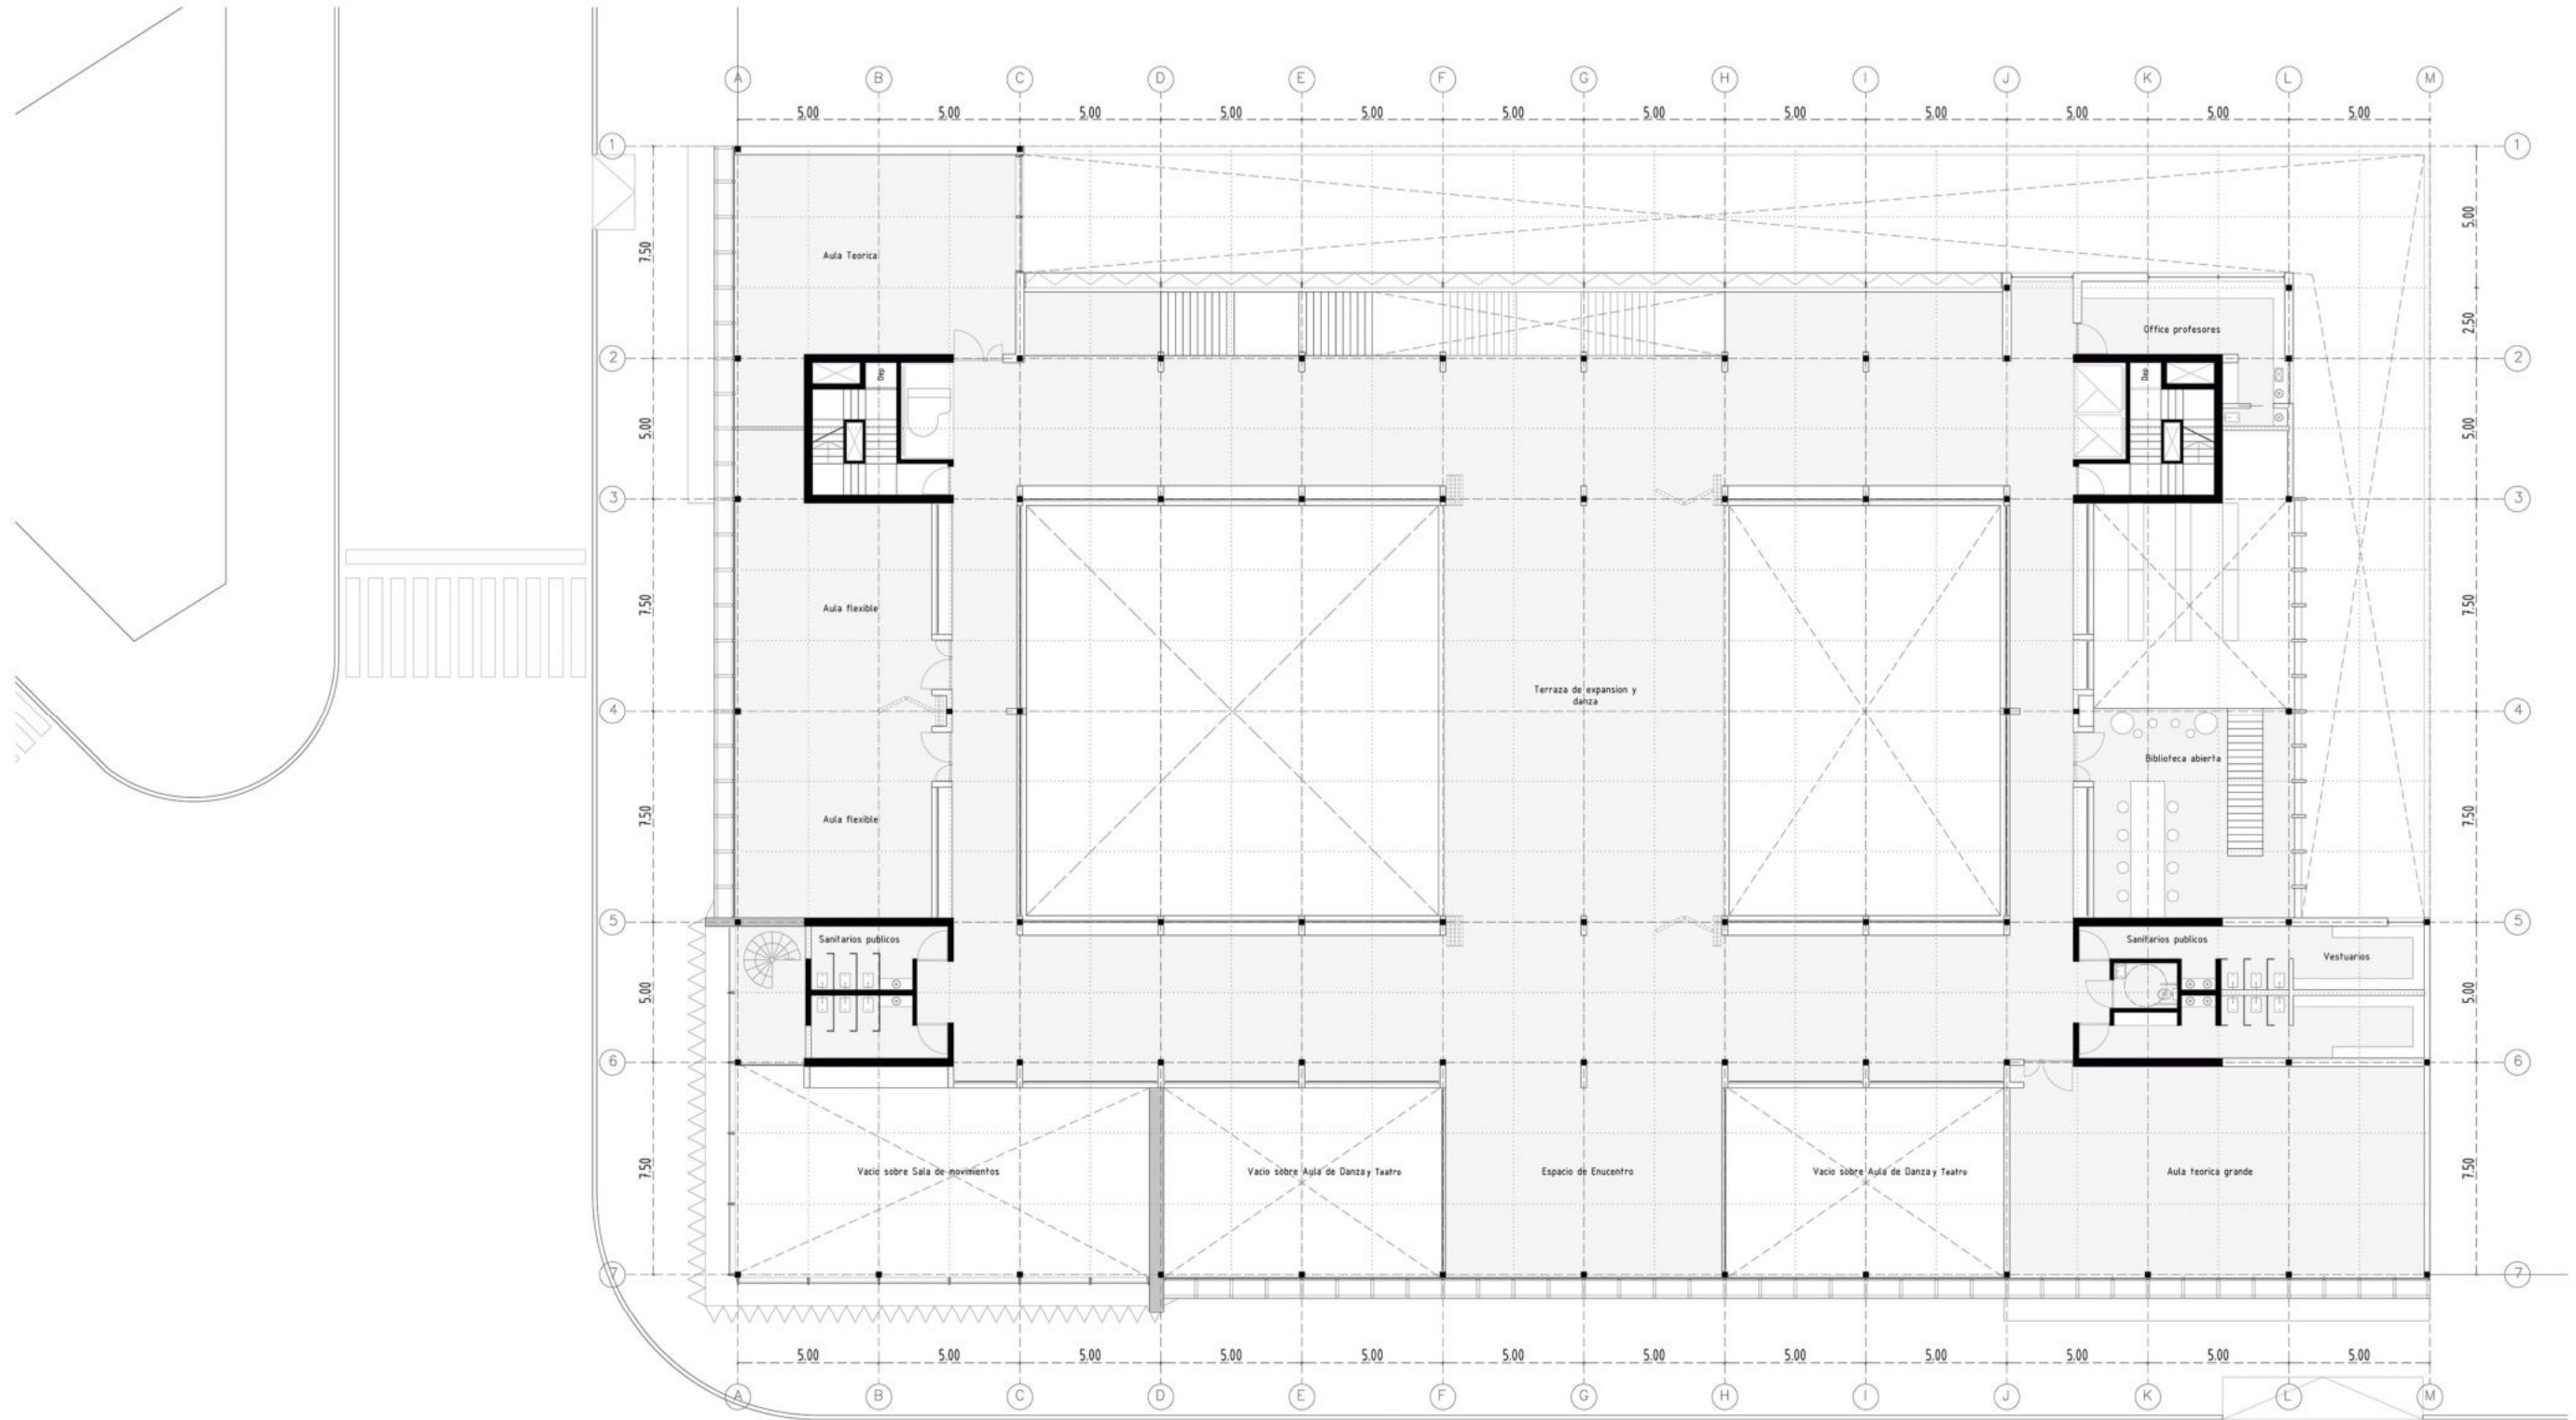 A B C D E F G H I J K L M
5.00 5.00 5.00 5.00 5.00 5.00 5.00 5.00 5.00 5.00 5.00 5.00
1 1
5.00
7.50
Aula Teorica
2.50
Office profesores
2 2
Dep
Dep
5.00 5.00
3 3
7.50 7.50
Aula flexible
Terraza de expansion y
danza
4 4
Biblioteca abierta
7.50 7.50
Aula flexible
5 5
Sanitarios publicos
Sanitarios publicos
Vestuarios
5.00 5.00
6 6
7.50 7.50
Vacio sobre Sala de movimientos
Vacio sobre Aula de Danza y Teatro
Espacio de Enucentro
Vacio sobre Aula de Danza y Teatro
Aula teorica grande
7 7
5.00 5.00 5.00 5.00 5.00 5.00 5.00 5.00 5.00 5.00 5.00 5.00
A B C D E F G H I J K L M